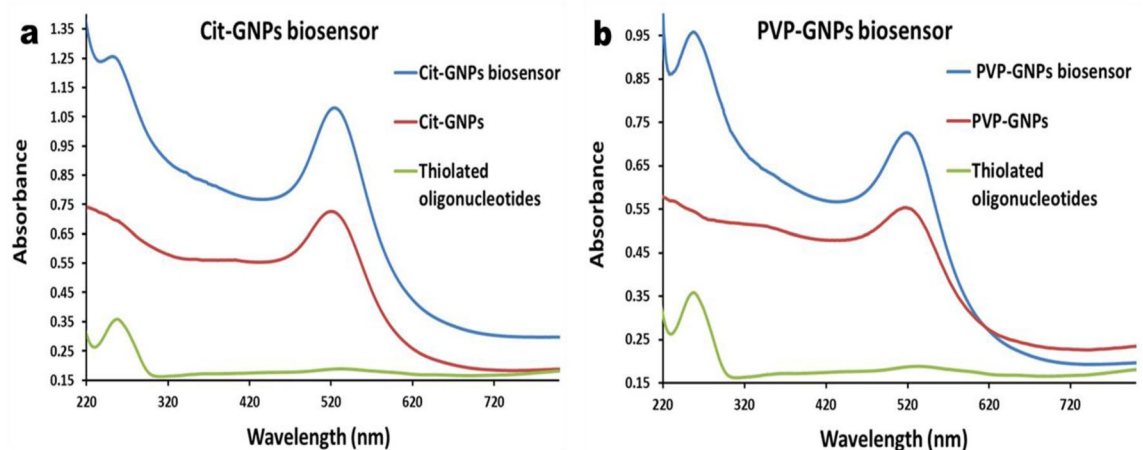 a
Cit-GNPs biosensor
1.35
1.25
1.15
1.05
0.95
0.85
0.75
0.65
0.55
0.45
0.35
0.25
0.15
Absorbance
Cit-GNPs biosensor
Cit-GNPs
Thiolated
oligonucleotides
220 320 420 520 620 720
Wavelength (nm)
b
PVP-GNPs biosensor
0.95
0.85
0.75
0.65
0.55
0.45
0.35
0.25
0.15
Absorbance
PVP-GNPs biosensor
PVP-GNPs
Thiolated
oligonucleotides
220 320 420 520 620 720
Wavelength (nm)